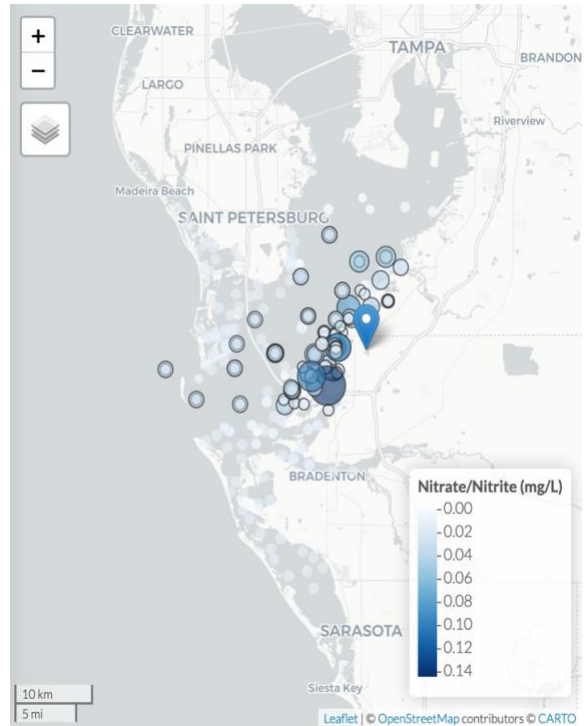 +
CLEARWATER
TAMPA
−
BRANDON
LARGO
Riverview
PINELLAS PARK
Madeira Beach
SAINT PETERSBURG
BRADENTON
Nitrate/Nitrite (mg/L)
0.00
0.02
0.04
0.06
0.08
0.10
0.12
0.14
SARASOTA
Siesta Key
10 km
5 mi
Leaflet | © OpenStreetMap contributors © CARTO